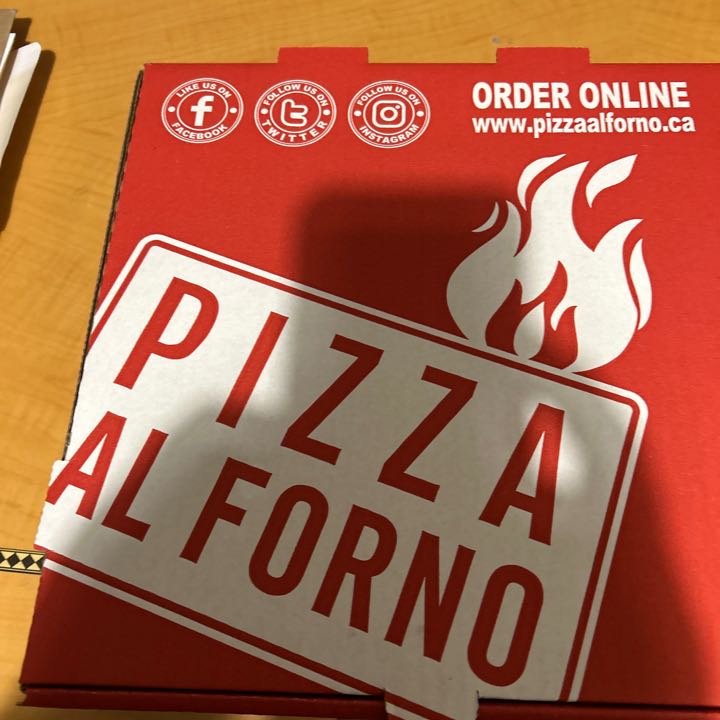 LIKE US ON
FACEBOOK
FOLLOW US ON
TWITTER
FOLLOW US ON
INSTAGRAM
ORDER ONLINE
www.pizzaalforno.ca
PIZZA
AL FORNO